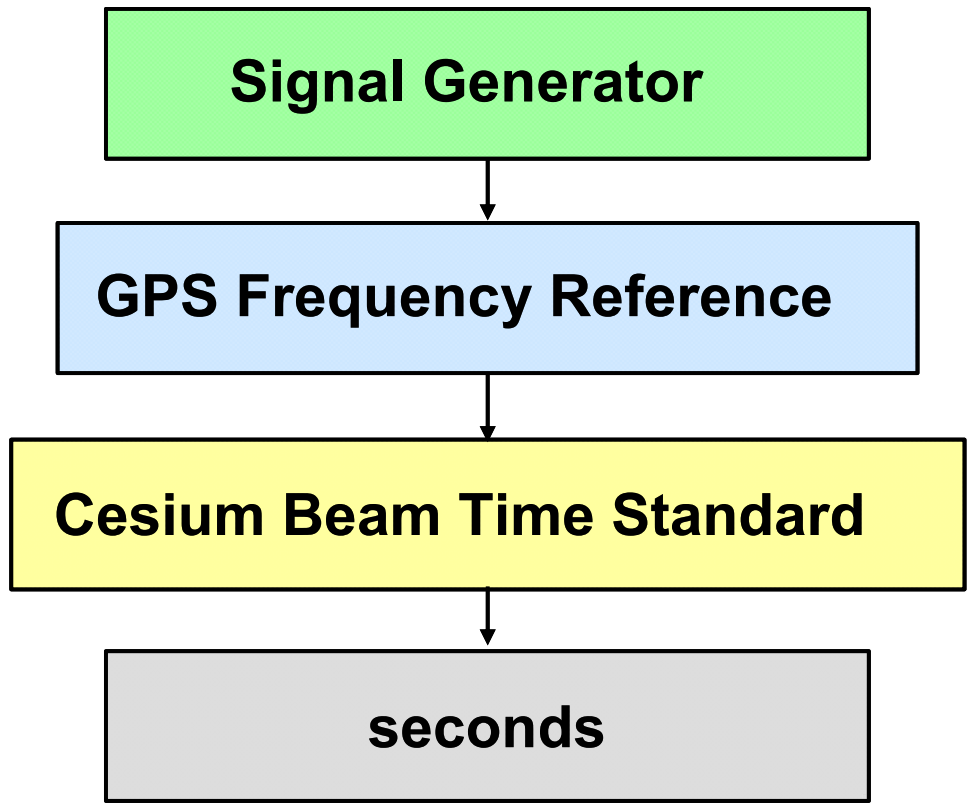 Signal Generator
GPS Frequency Reference
Cesium Beam Time Standard
seconds